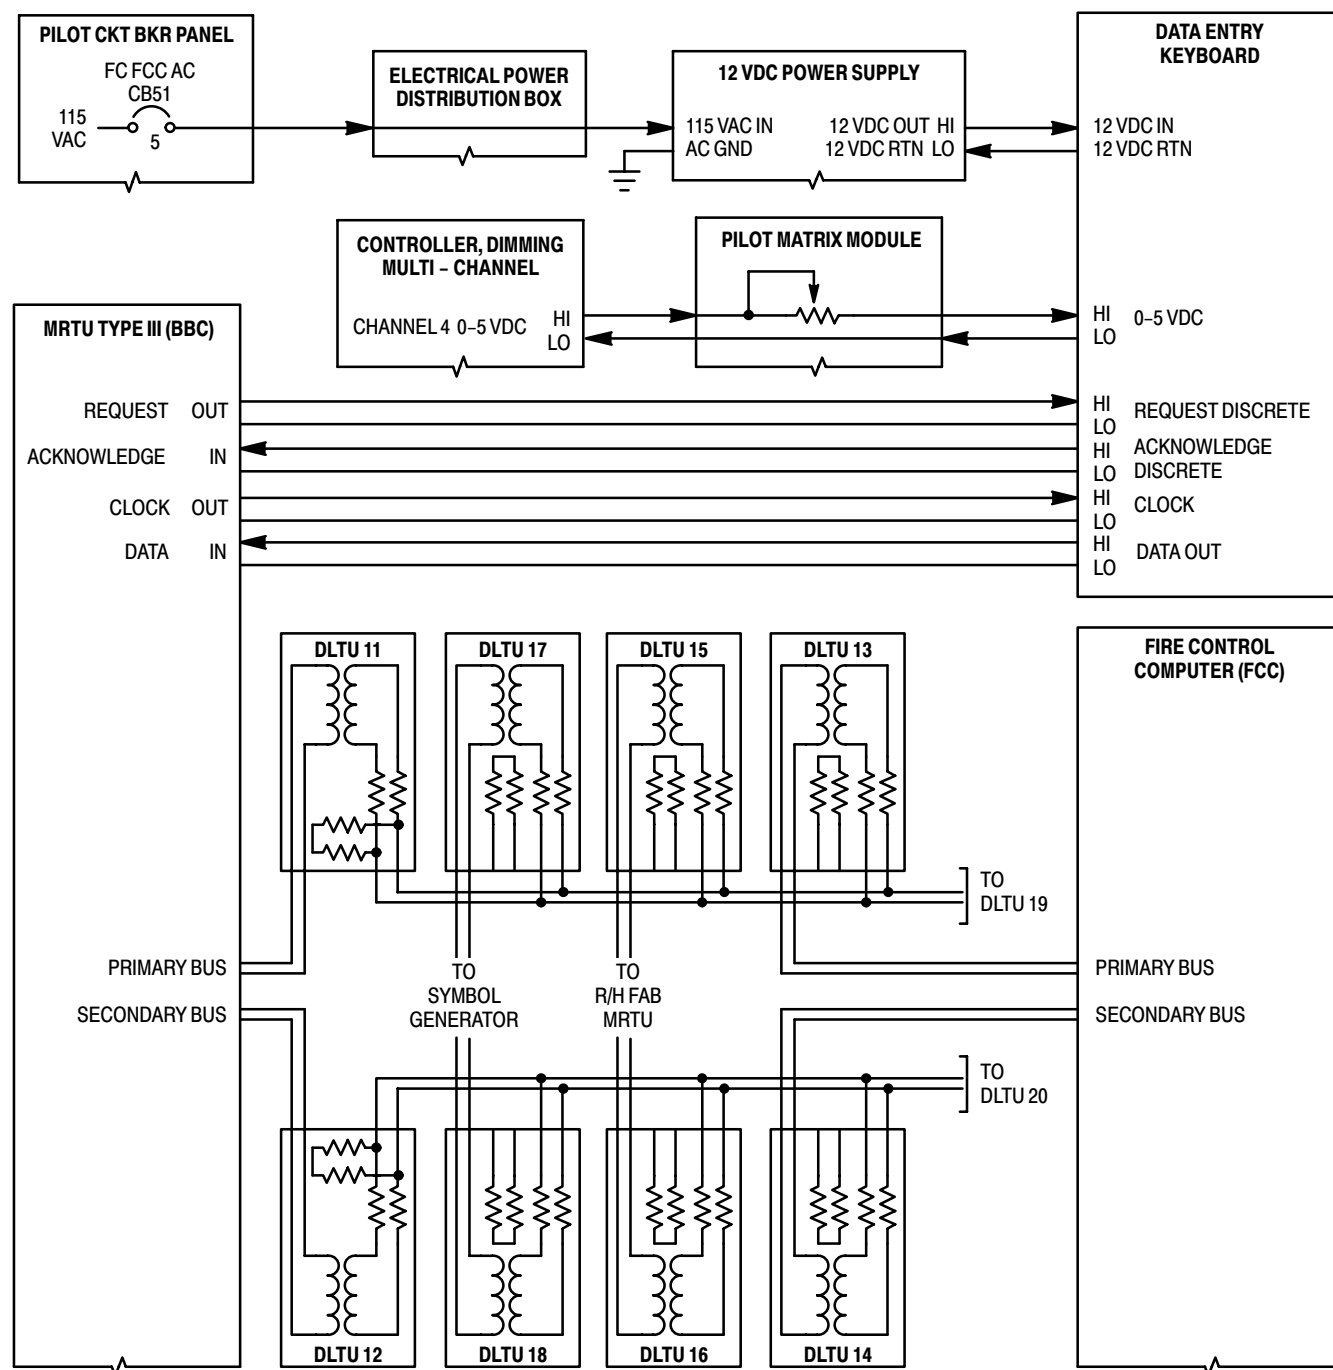 PILOT CKT BKR PANEL
FC FCC AC
CB51
115
VAC
5
ELECTRICAL POWER
DISTRIBUTION BOX
12 VDC POWER SUPPLY
115 VAC IN
AC GND
12 VDC OUT HI
12 VDC RTN LO
DATA ENTRY
KEYBOARD
12 VDC IN
12 VDC RTN
CONTROLLER, DIMMING
MULTI – CHANNEL
CHANNEL 4 0–5 VDC
HI
LO
PILOT MATRIX MODULE
HI
LO
0–5 VDC
MRTU TYPE III (BBC)
REQUEST OUT
ACKNOWLEDGE IN
CLOCK OUT
DATA IN
HI
LO
REQUEST DISCRETE
HI
LO
ACKNOWLEDGE
DISCRETE
HI
LO
CLOCK
HI
LO
DATA OUT
DLTU 11
DLTU 17
DLTU 15
DLTU 13
FIRE CONTROL
COMPUTER (FCC)
TO
DLTU 19
PRIMARY BUS
SECONDARY BUS
TO
SYMBOL
GENERATOR
TO
R/H FAB
MRTU
PRIMARY BUS
SECONDARY BUS
TO
DLTU 20
DLTU 12
DLTU 18
DLTU 16
DLTU 14